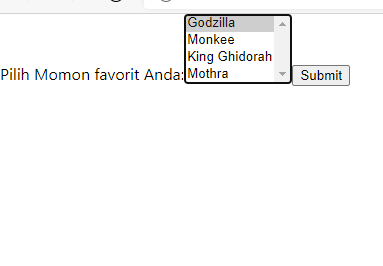 Godzilla
Monkee
King Ghidorah
Mothra
Pilih Momon favorit Anda:
Submit